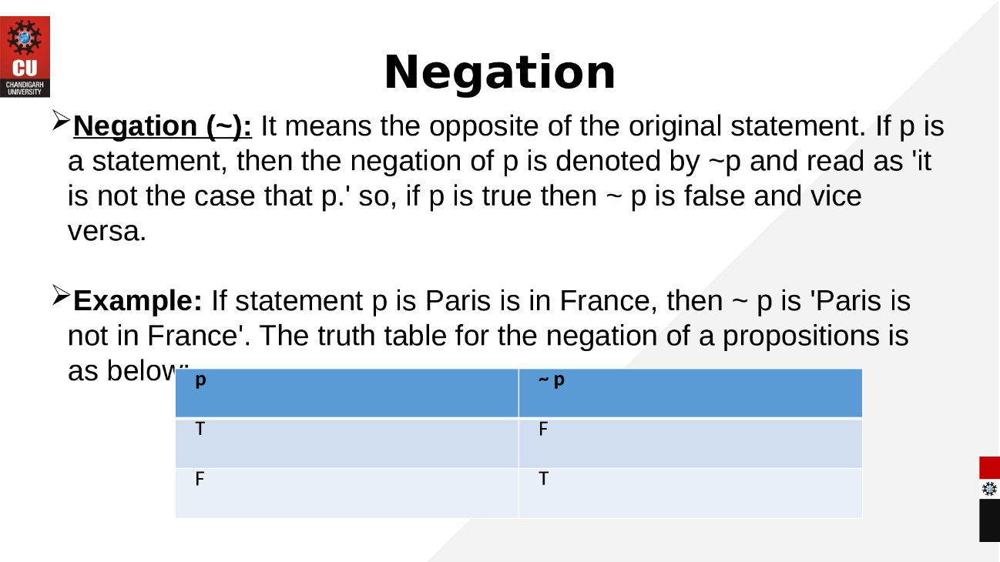 CU
CHANDIGARH
UNIVERSITY
Negation
➢Negation (~): It means the opposite of the original statement. If p is
a statement, then the negation of p is denoted by ~p and read as 'it
is not the case that p.' so, if p is true then ~ p is false and vice
versa.
➢Example: If statement p is Paris is in France, then ~ p is 'Paris is
not in France'. The truth table for the negation of a propositions is
as below:
p ~ p
T F
F T